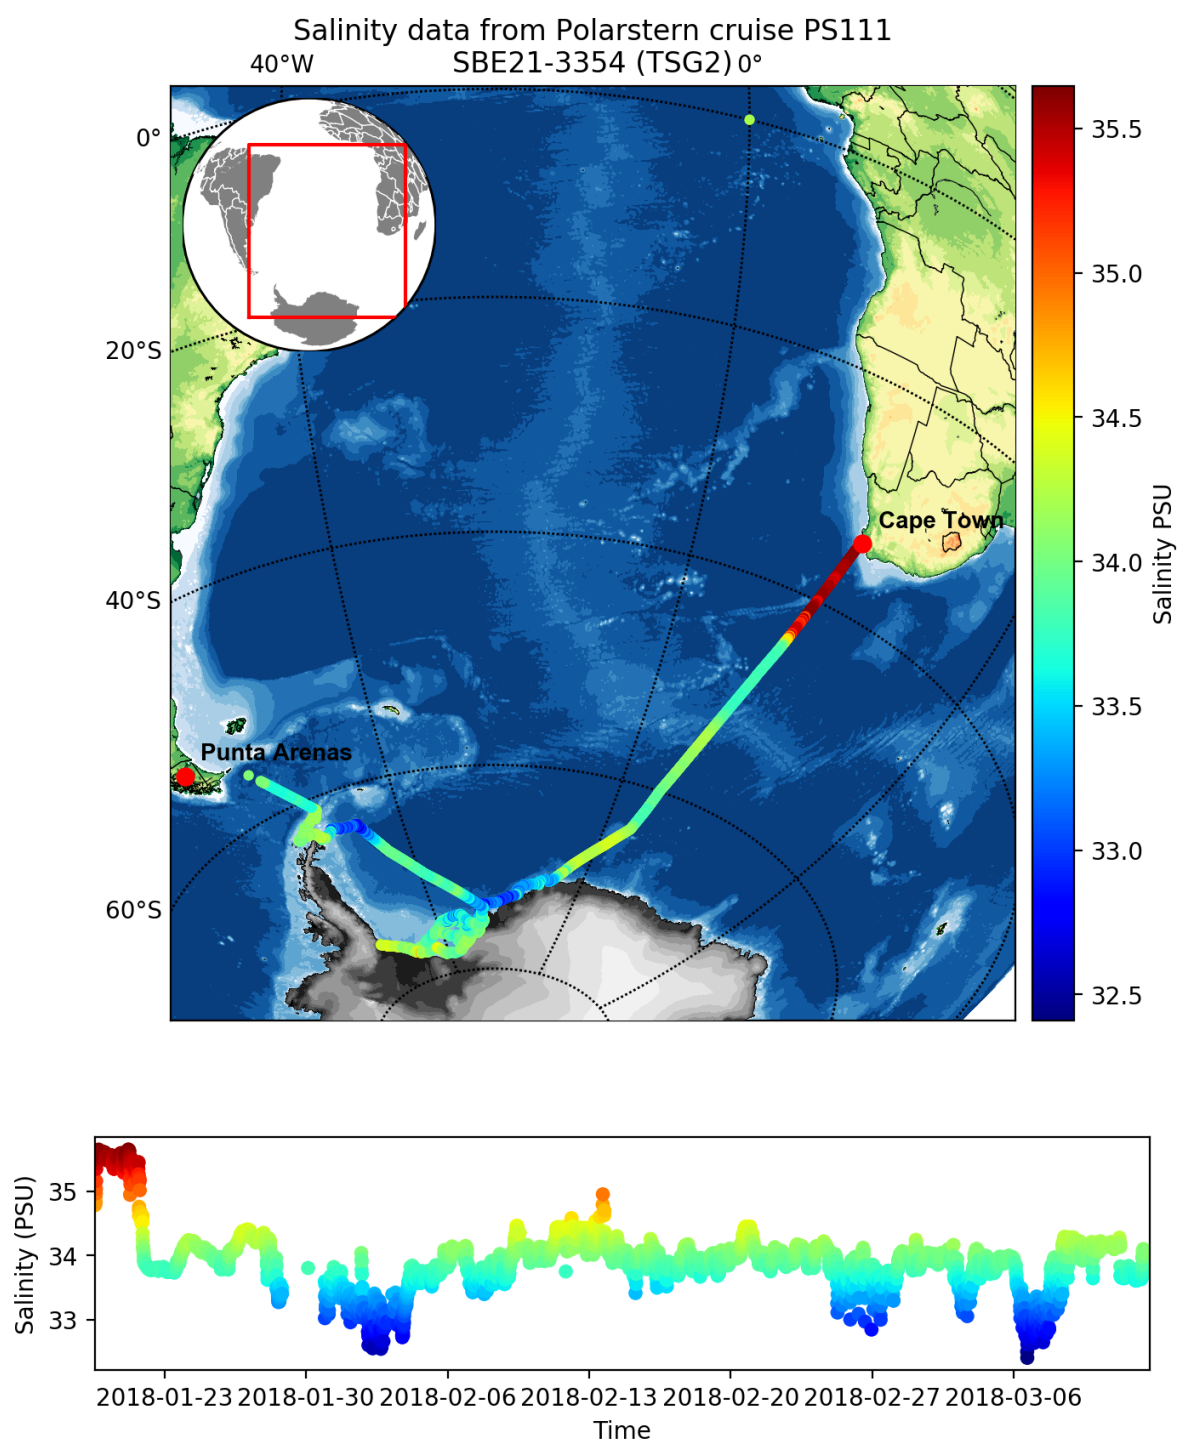 Salinity data from Polarstern cruise PS111
SBE21-3354 (TSG2)
40°W
0°
0°
20°S
40°S
60°S
Cape Town
Punta Arenas
35.5
35.0
34.5
34.0
33.5
33.0
32.5
Salinity PSU
Salinity (PSU)
35
34
33
2018-01-23
2018-01-30
2018-02-06
2018-02-13
2018-02-20
2018-02-27
2018-03-06
Time